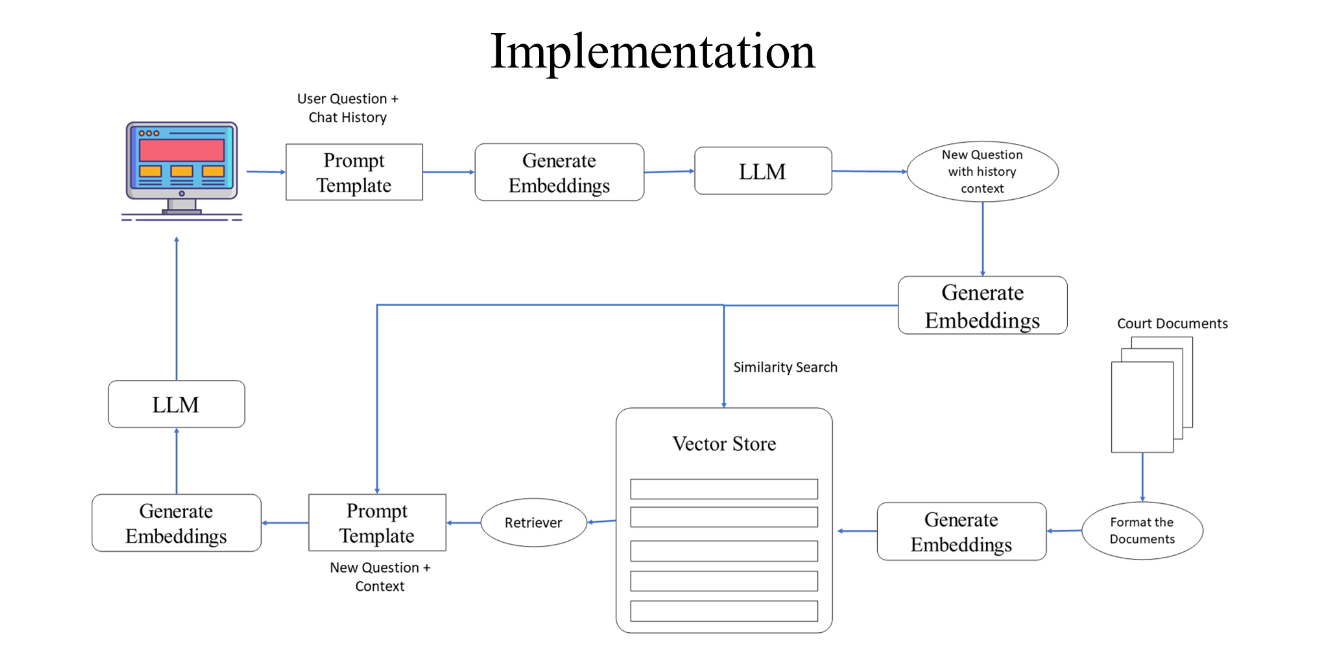 Implementation
User Question +
Chat History
Prompt
Template
Generate
Embeddings
LLM
New Question
with history
context
Generate
Embeddings
Court Documents
Similarity Search
LLM
Vector Store
Generate
Embeddings
Prompt
Template
New Question +
Context
Retriever
Generate
Embeddings
Format the
Documents